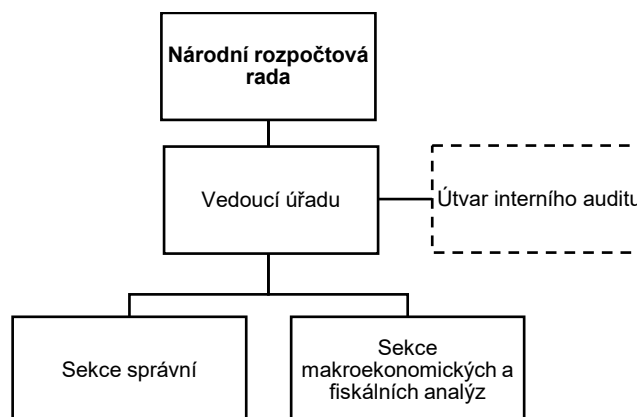 Národní rozpočtová
rada
Vedoucí úřadu
Útvar interního auditu
Sekce správní
Sekce
makroekonomických a
fiskálních analýz